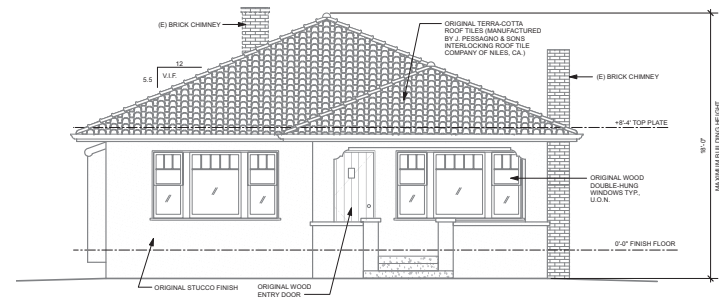 (E) BRICK CHIMNEY
ORIGINAL TERRA-COTTA
ROOF TILES (MANUFACTURED
BY J. PESSAGNO & SONS
INTERLOCKING ROOF TILE
COMPANY OF NILES, CA.)
12
5.5
V.I.F.
(E) BRICK CHIMNEY
+8'-4" TOP PLATE
18'-0"
MAXIMUM BUILDING HEIGHT
ORIGINAL WOOD
DOUBLE-HUNG
WINDOWS TYP.,
U.O.N.
0'-0" FINISH FLOOR
ORIGINAL STUCCO FINISH
ORIGINAL WOOD
ENTRY DOOR